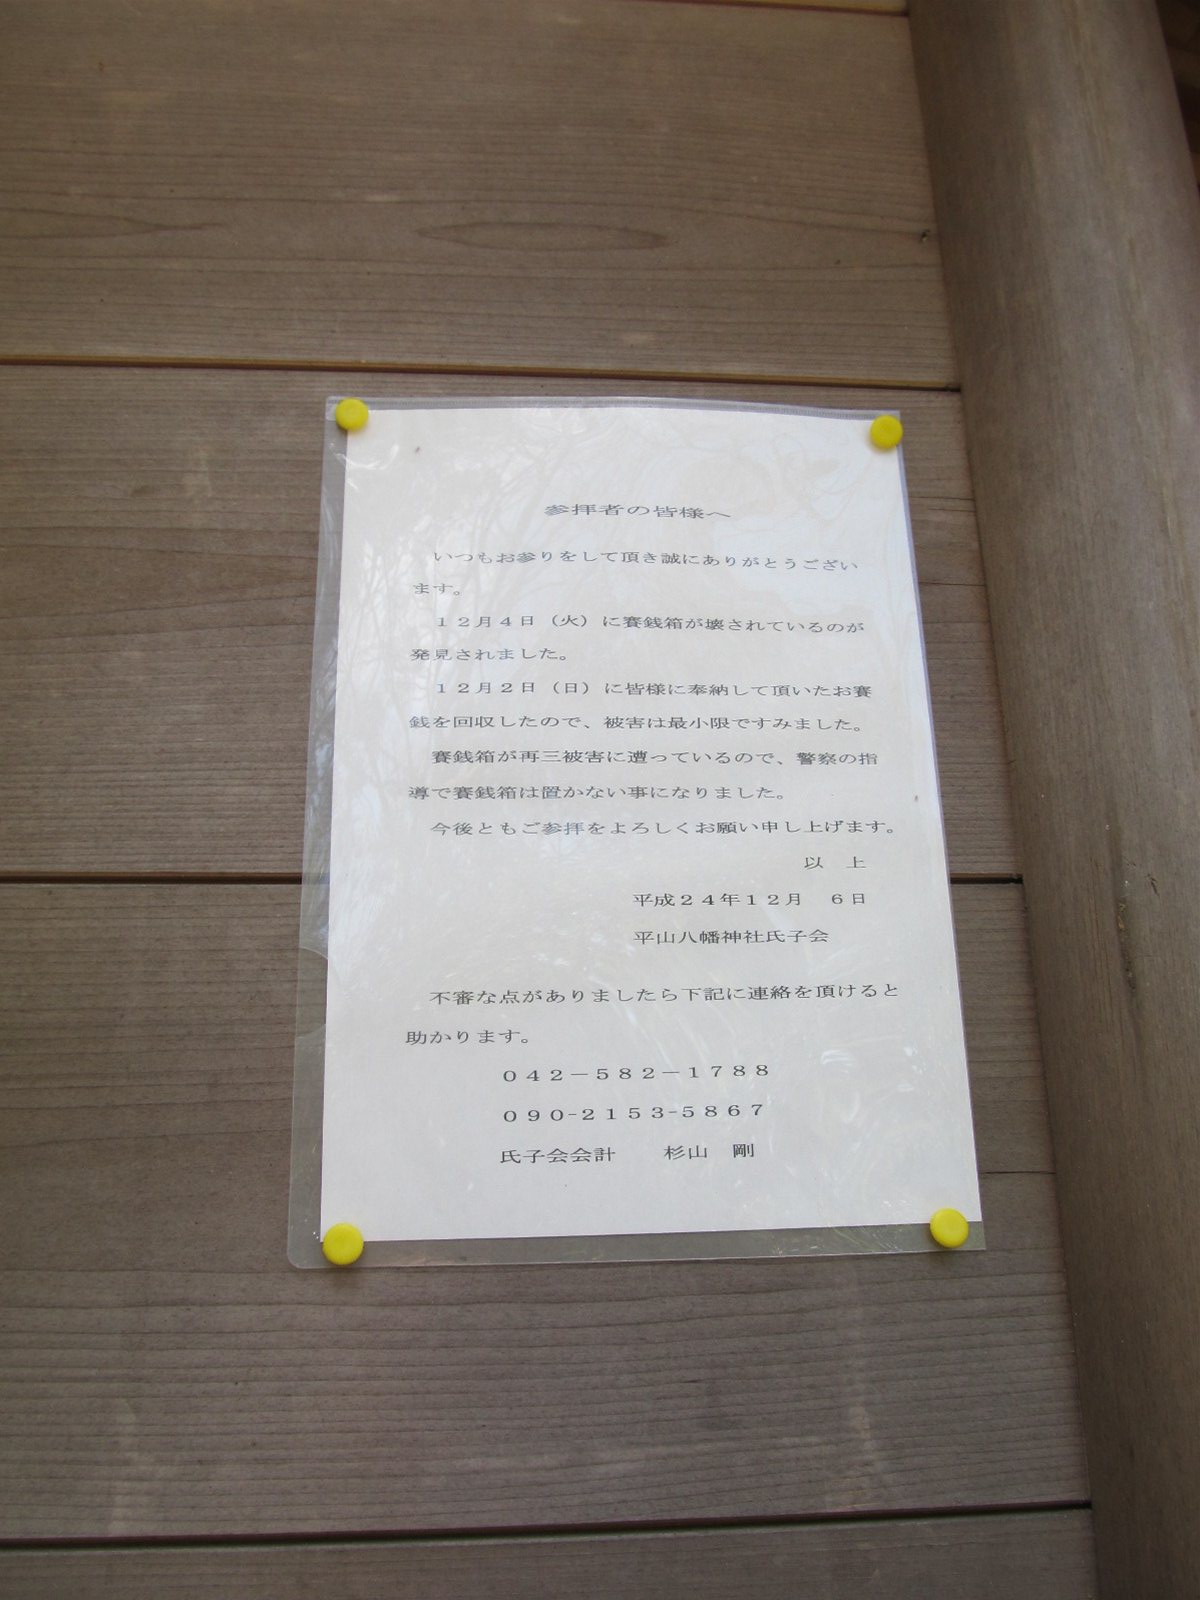 参拝者の皆様へ
いつもお参りをして頂き誠にありがとうござい
ます。
１２月４日（火）に賽銭箱が壊されているのが
発見されました。
１２月２日（日）に皆様に奉納して頂いたお賽
銭を回収したので、被害は最小限ですみました。
賽銭箱が再三被害に遭っているので、警察の指
導で賽銭箱は置かない事になりました。
今後ともご参拝をよろしくお願い申し上げます。
以　上
平成２４年１２月　６日
平山八幡神社氏子会
不審な点がありましたら下記に連絡を頂けると
助かります。
０４２－５８２－１７８８
０９０-２１５３-５８６７
氏子会会計　　杉山　剛